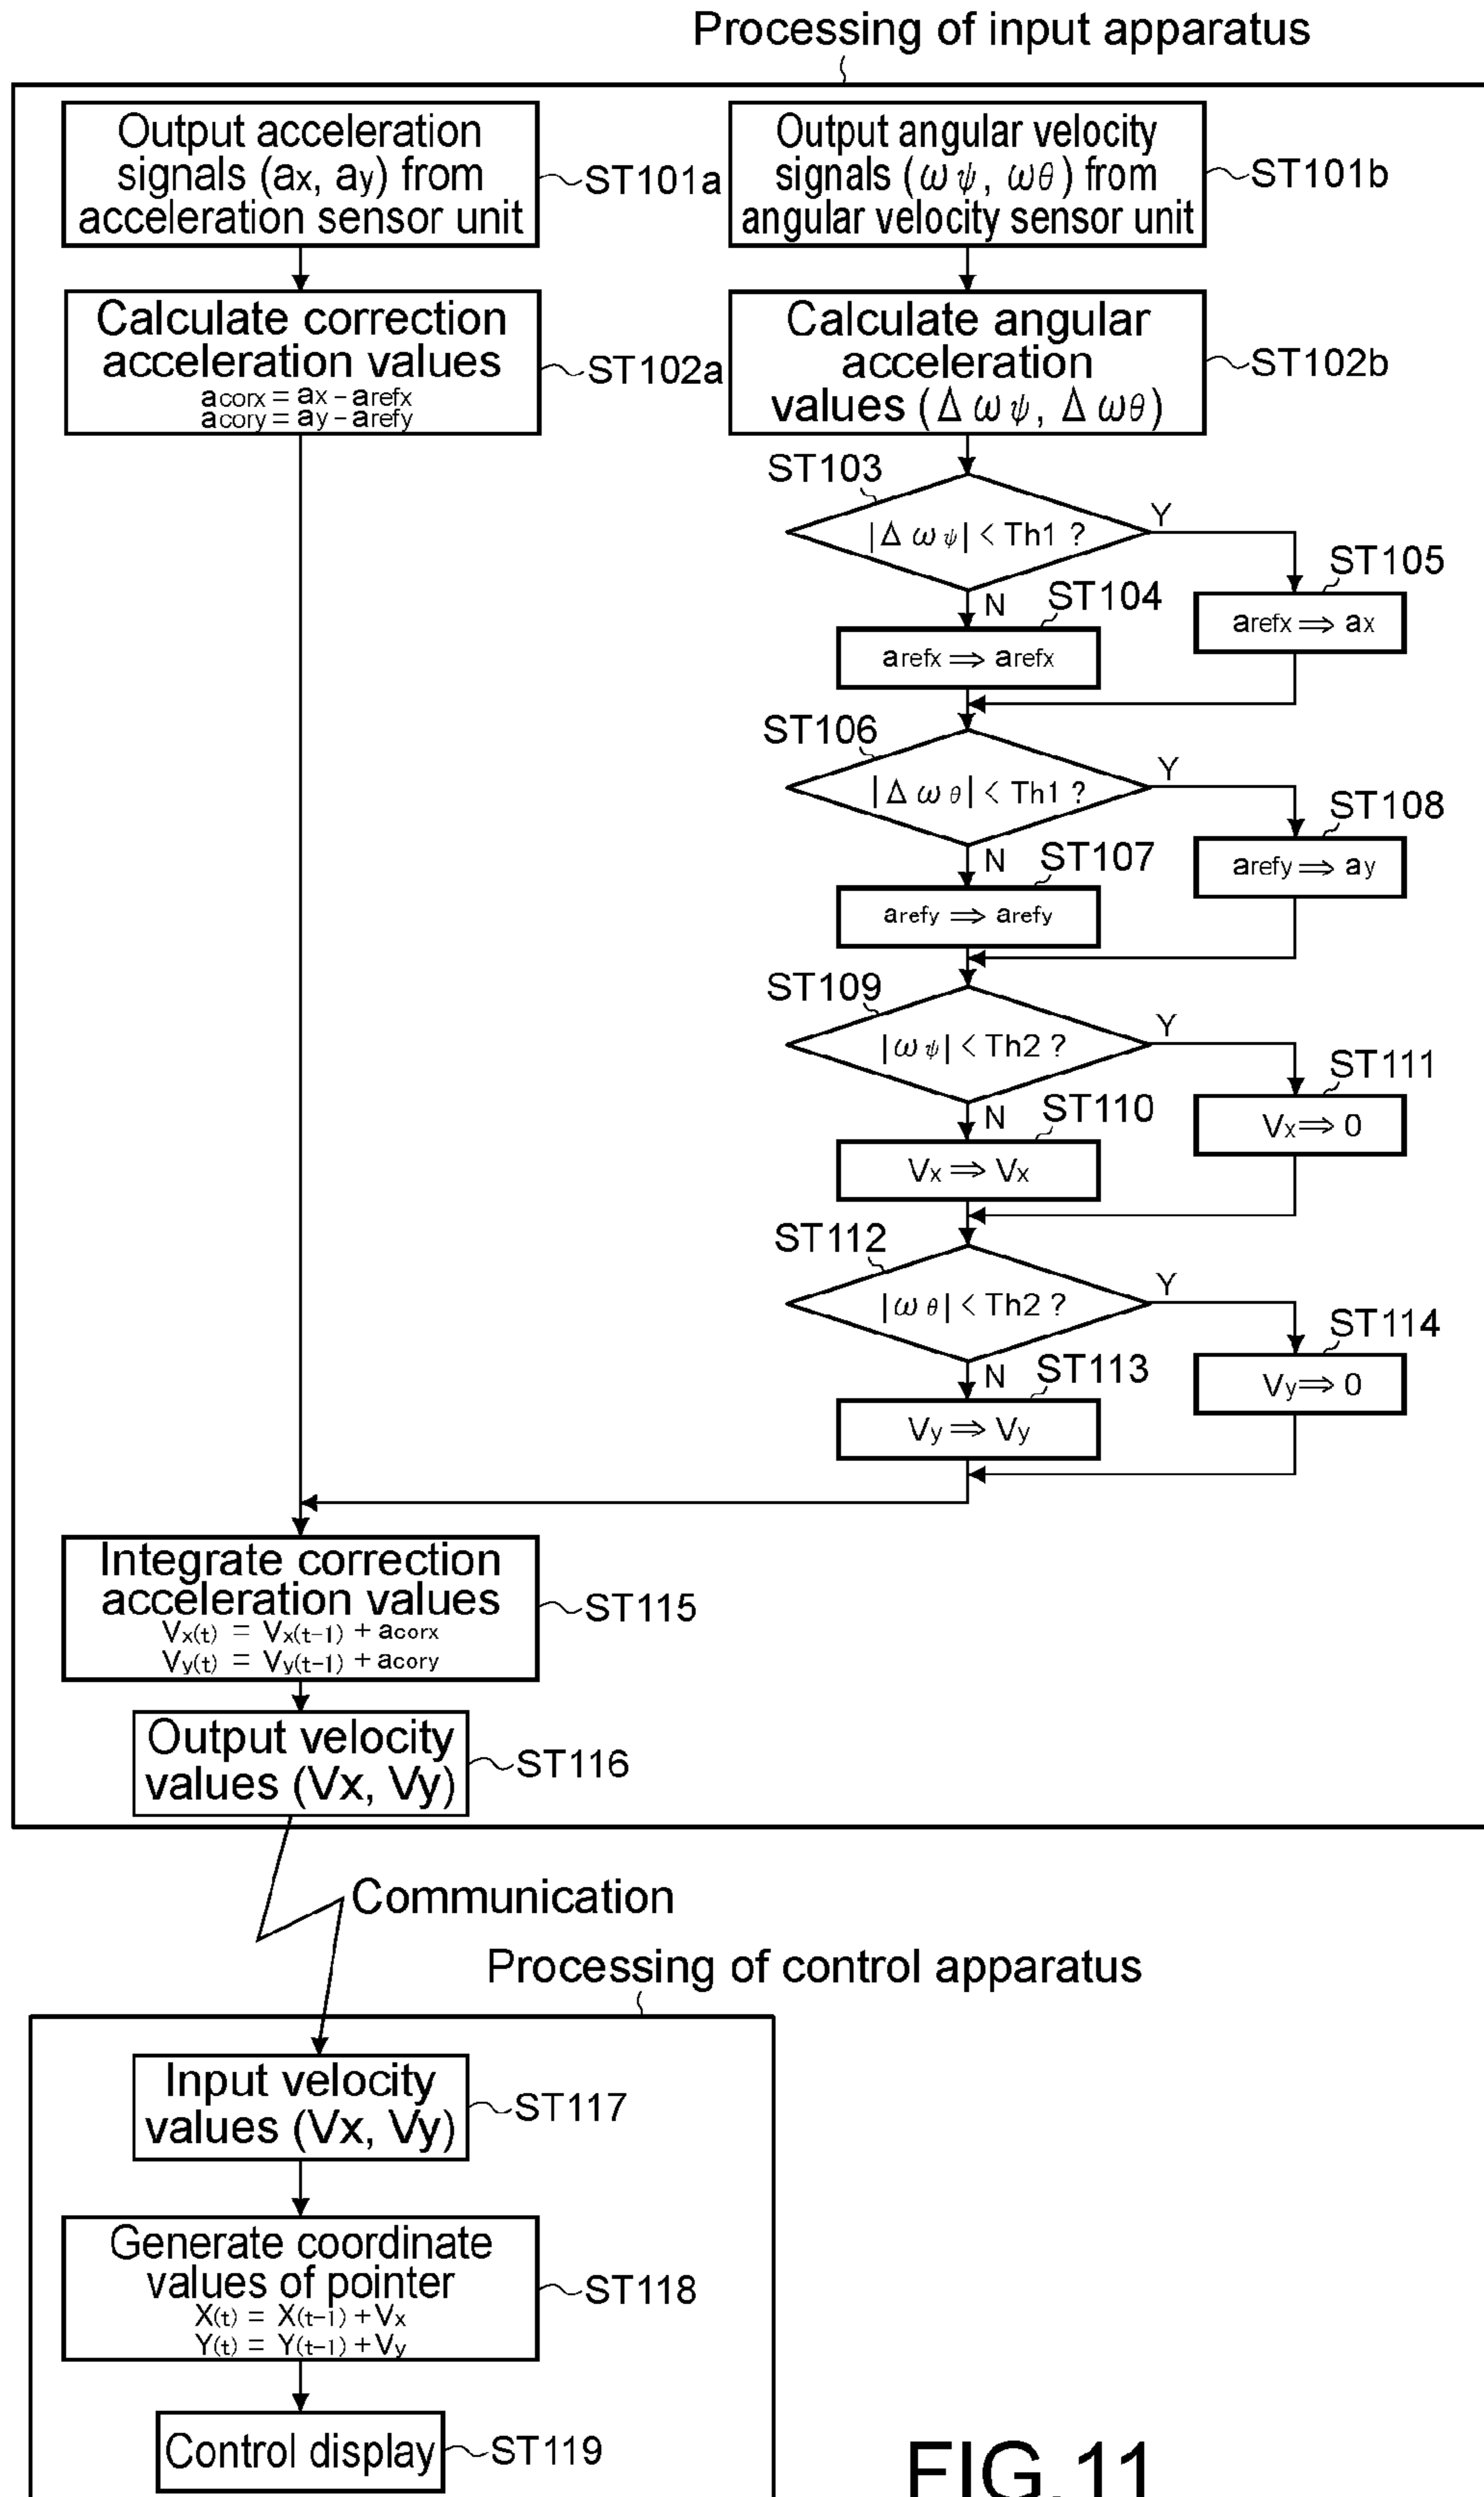 Processing of input apparatus
Output acceleration
signals (ax, ay) from
acceleration sensor unit
ST101a
Output angular velocity
signals (ωψ, ωθ) from
angular velocity sensor unit
ST101b
Calculate correction
acceleration values
acorx = ax - arefx
acory = ay - arefy
ST102a
Calculate angular
acceleration
values (Δωψ, Δωθ)
ST102b
ST103
|Δωψ| < Th1 ?
Y
N
ST104
arefx ⇒ arefx
ST105
arefx ⇒ ax
ST106
|Δωθ| < Th1 ?
Y
N
ST107
arefy ⇒ arefy
ST108
arefy ⇒ ay
ST109
|ωψ| < Th2 ?
Y
N
ST110
Vx ⇒ Vx
ST111
Vx ⇒ 0
ST112
|ωθ| < Th2 ?
Y
N
ST113
Vy ⇒ Vy
ST114
Vy ⇒ 0
Integrate correction
acceleration values
Vx(t) = Vx(t-1) + acorx
Vy(t) = Vy(t-1) + acory
ST115
Output velocity
values (Vx, Vy)
ST116
Communication
Processing of control apparatus
Input velocity
values (Vx, Vy)
ST117
Generate coordinate
values of pointer
X(t) = X(t-1) + Vx
Y(t) = Y(t-1) + Vy
ST118
Control display
ST119
FIG.11